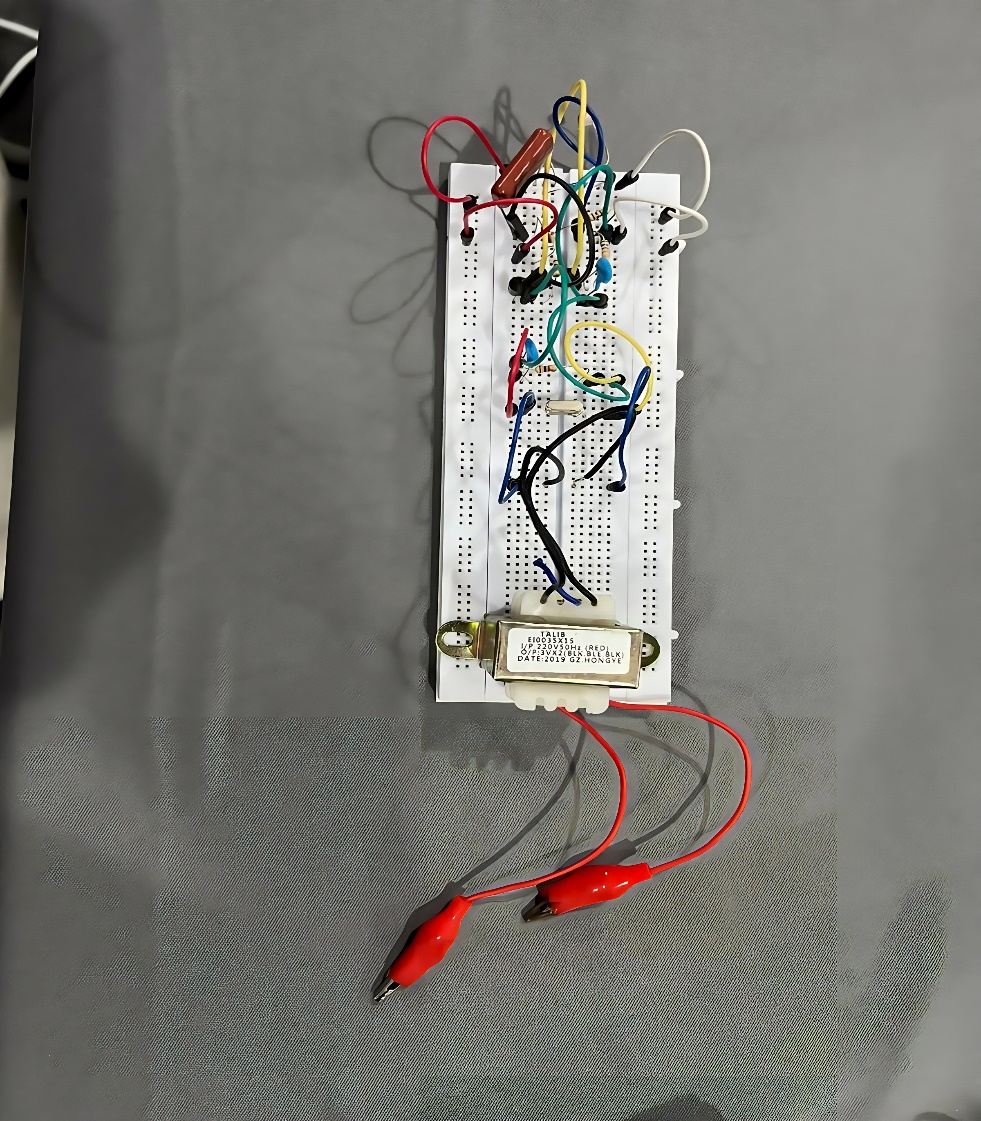 TALIB
EI0035X15
I/P 220V50Hz (RED)
O/P:3VX2(BLK.BLE BLK)
DATE:2019 GZ.HONGYE